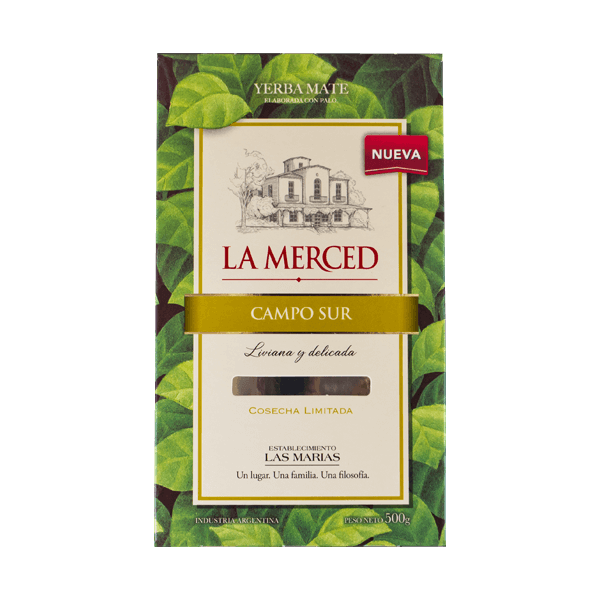 YERBA MATE
ELABORADA CON PALO
NUEVA
LA MERCED
CAMPO SUR
Liviana y delicada
COSECHA LIMITADA
ESTABLECIMIENTO
LAS MARIAS
Un lugar. Una familia. Una filosofía.
INDUSTRIA ARGENTINA
PESO NETO 500g